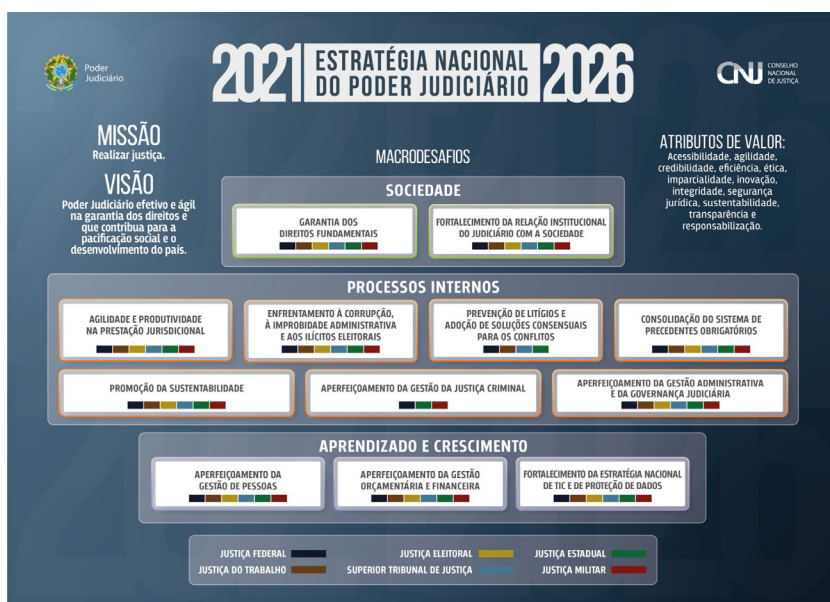 Poder
Judiciário
2021 ESTRATÉGIA NACIONAL
DO PODER JUDICIÁRIO 2026
CNJ CONSELHO
NACIONAL
DE JUSTIÇA
MISSÃO
Realizar justiça.
VISÃO
Poder Judiciário efetivo e ágil
na garantia dos direitos e
que contribua para a
pacificação social e o
desenvolvimento do país.
ATRIBUTOS DE VALOR:
Acessibilidade, agilidade,
credibilidade, eficiência, ética,
imparcialidade, inovação,
integridade, segurança
jurídica, sustentabilidade,
transparência e
responsabilização.
MACRODESAFIOS
SOCIEDADE
GARANTIA DOS
DIREITOS FUNDAMENTAIS
FORTALECIMENTO DA RELAÇÃO INSTITUCIONAL
DO JUDICIÁRIO COM A SOCIEDADE
PROCESSOS INTERNOS
AGILIDADE E PRODUTIVIDADE
NA PRESTAÇÃO JURISDICIONAL
ENFRENTAMENTO À CORRUPÇÃO,
À IMPROBIDADE ADMINISTRATIVA
E AOS ILÍCITOS ELEITORAIS
PREVENÇÃO DE LITÍGIOS E
ADOÇÃO DE SOLUÇÕES CONSENSUAIS
PARA OS CONFLITOS
CONSOLIDAÇÃO DO SISTEMA DE
PRECEDENTES OBRIGATÓRIOS
PROMOÇÃO DA SUSTENTABILIDADE
APERFEIÇOAMENTO DA GESTÃO DA JUSTIÇA CRIMINAL
APERFEIÇOAMENTO DA GESTÃO ADMINISTRATIVA
E DA GOVERNANÇA JUDICIÁRIA
APRENDIZADO E CRESCIMENTO
APERFEIÇOAMENTO DA
GESTÃO DE PESSOAS
APERFEIÇOAMENTO DA GESTÃO
ORÇAMENTÁRIA E FINANCEIRA
FORTALECIMENTO DA ESTRATÉGIA NACIONAL
DE TIC E DE PROTEÇÃO DE DADOS
JUSTIÇA FEDERAL
JUSTIÇA ELEITORAL
JUSTIÇA ESTADUAL
JUSTIÇA DO TRABALHO
SUPERIOR TRIBUNAL DE JUSTIÇA
JUSTIÇA MILITAR